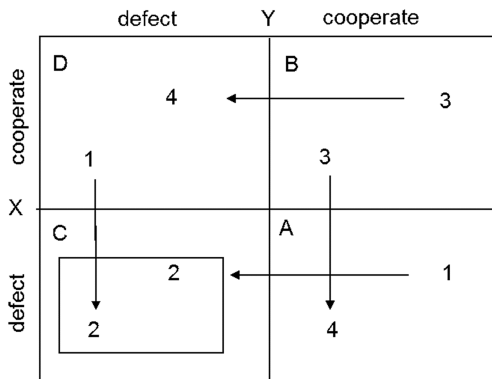 defect Y cooperate
D B
4 3
cooperate
1 3
X
C A
2 1
defect
2 4